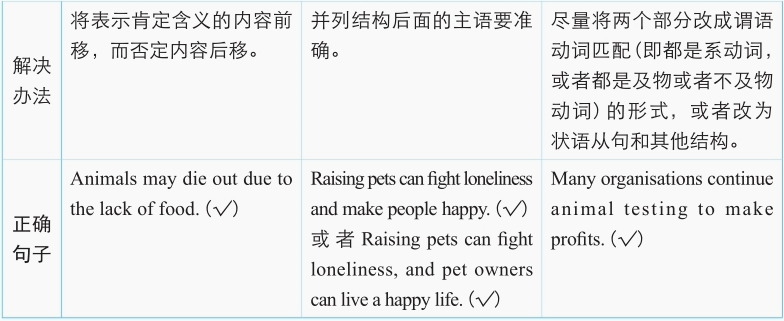 解决
办法
将表示肯定含义的内容前
移，而否定内容后移。
并列结构后面的主语要准
确。
尽量将两个部分改成谓语
动词匹配（即都是系动词，
或者都是及物或者不及物
动词）的形式，或者改为
状语从句和其他结构。
正确
句子
Animals may die out due to
the lack of food. (√)
Raising pets can fight loneliness
and make people happy. (√)
或者 Raising pets can fight
loneliness, and pet owners
can live a happy life. (√)
Many organisations continue
animal testing to make
profits. (√)